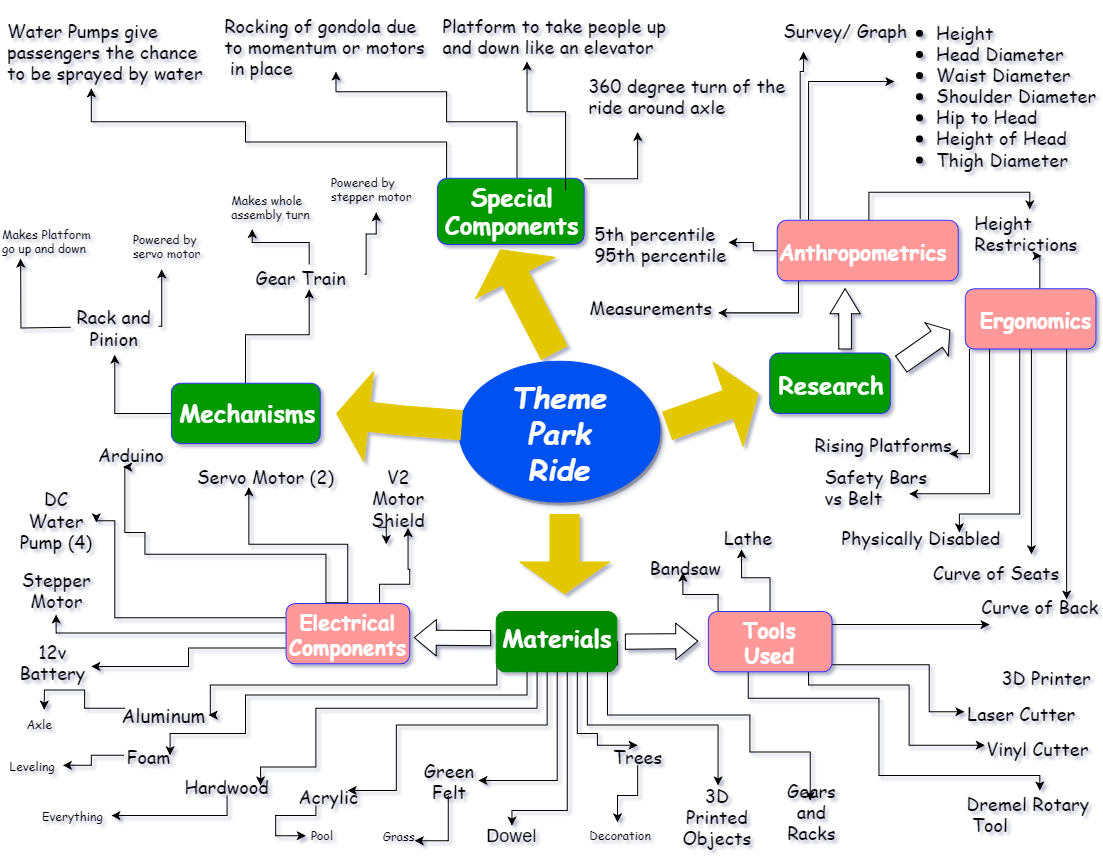 Water Pumps give
passengers the chance
to be sprayed by water
Rocking of gondola due
to momentum or motors
in place
Platform to take people up
and down like an elevator
360 degree turn of the
ride around axle
Survey/ Graph
Height
Head Diameter
Waist Diameter
Shoulder Diameter
Hip to Head
Height of Head
Thigh Diameter
Special
Components
Makes whole
assembly turn
Powered by
stepper motor
Makes Platform
go up and down
Powered by
servo motor
Gear Train
Rack and
Pinion
5th percentile
95th percentile
Anthropometrics
Height
Restrictions
Measurements
Ergonomics
Research
Mechanisms
Theme
Park
Ride
Rising Platforms
Safety Bars
vs Belt
Physically Disabled
Curve of Seats
Curve of Back
Arduino
Servo Motor (2)
V2
Motor
Shield
DC
Water
Pump (4)
Stepper
Motor
12v
Battery
Electrical
Components
Materials
Lathe
Bandsaw
Tools
Used
3D Printer
Laser Cutter
Vinyl Cutter
Dremel Rotary
Tool
Aluminum
Axle
Foam
Leveling
Hardwood
Everything
Acrylic
Pool
Green
Felt
Grass
Dowel
Trees
Decoration
3D
Printed
Objects
Gears
and
Racks